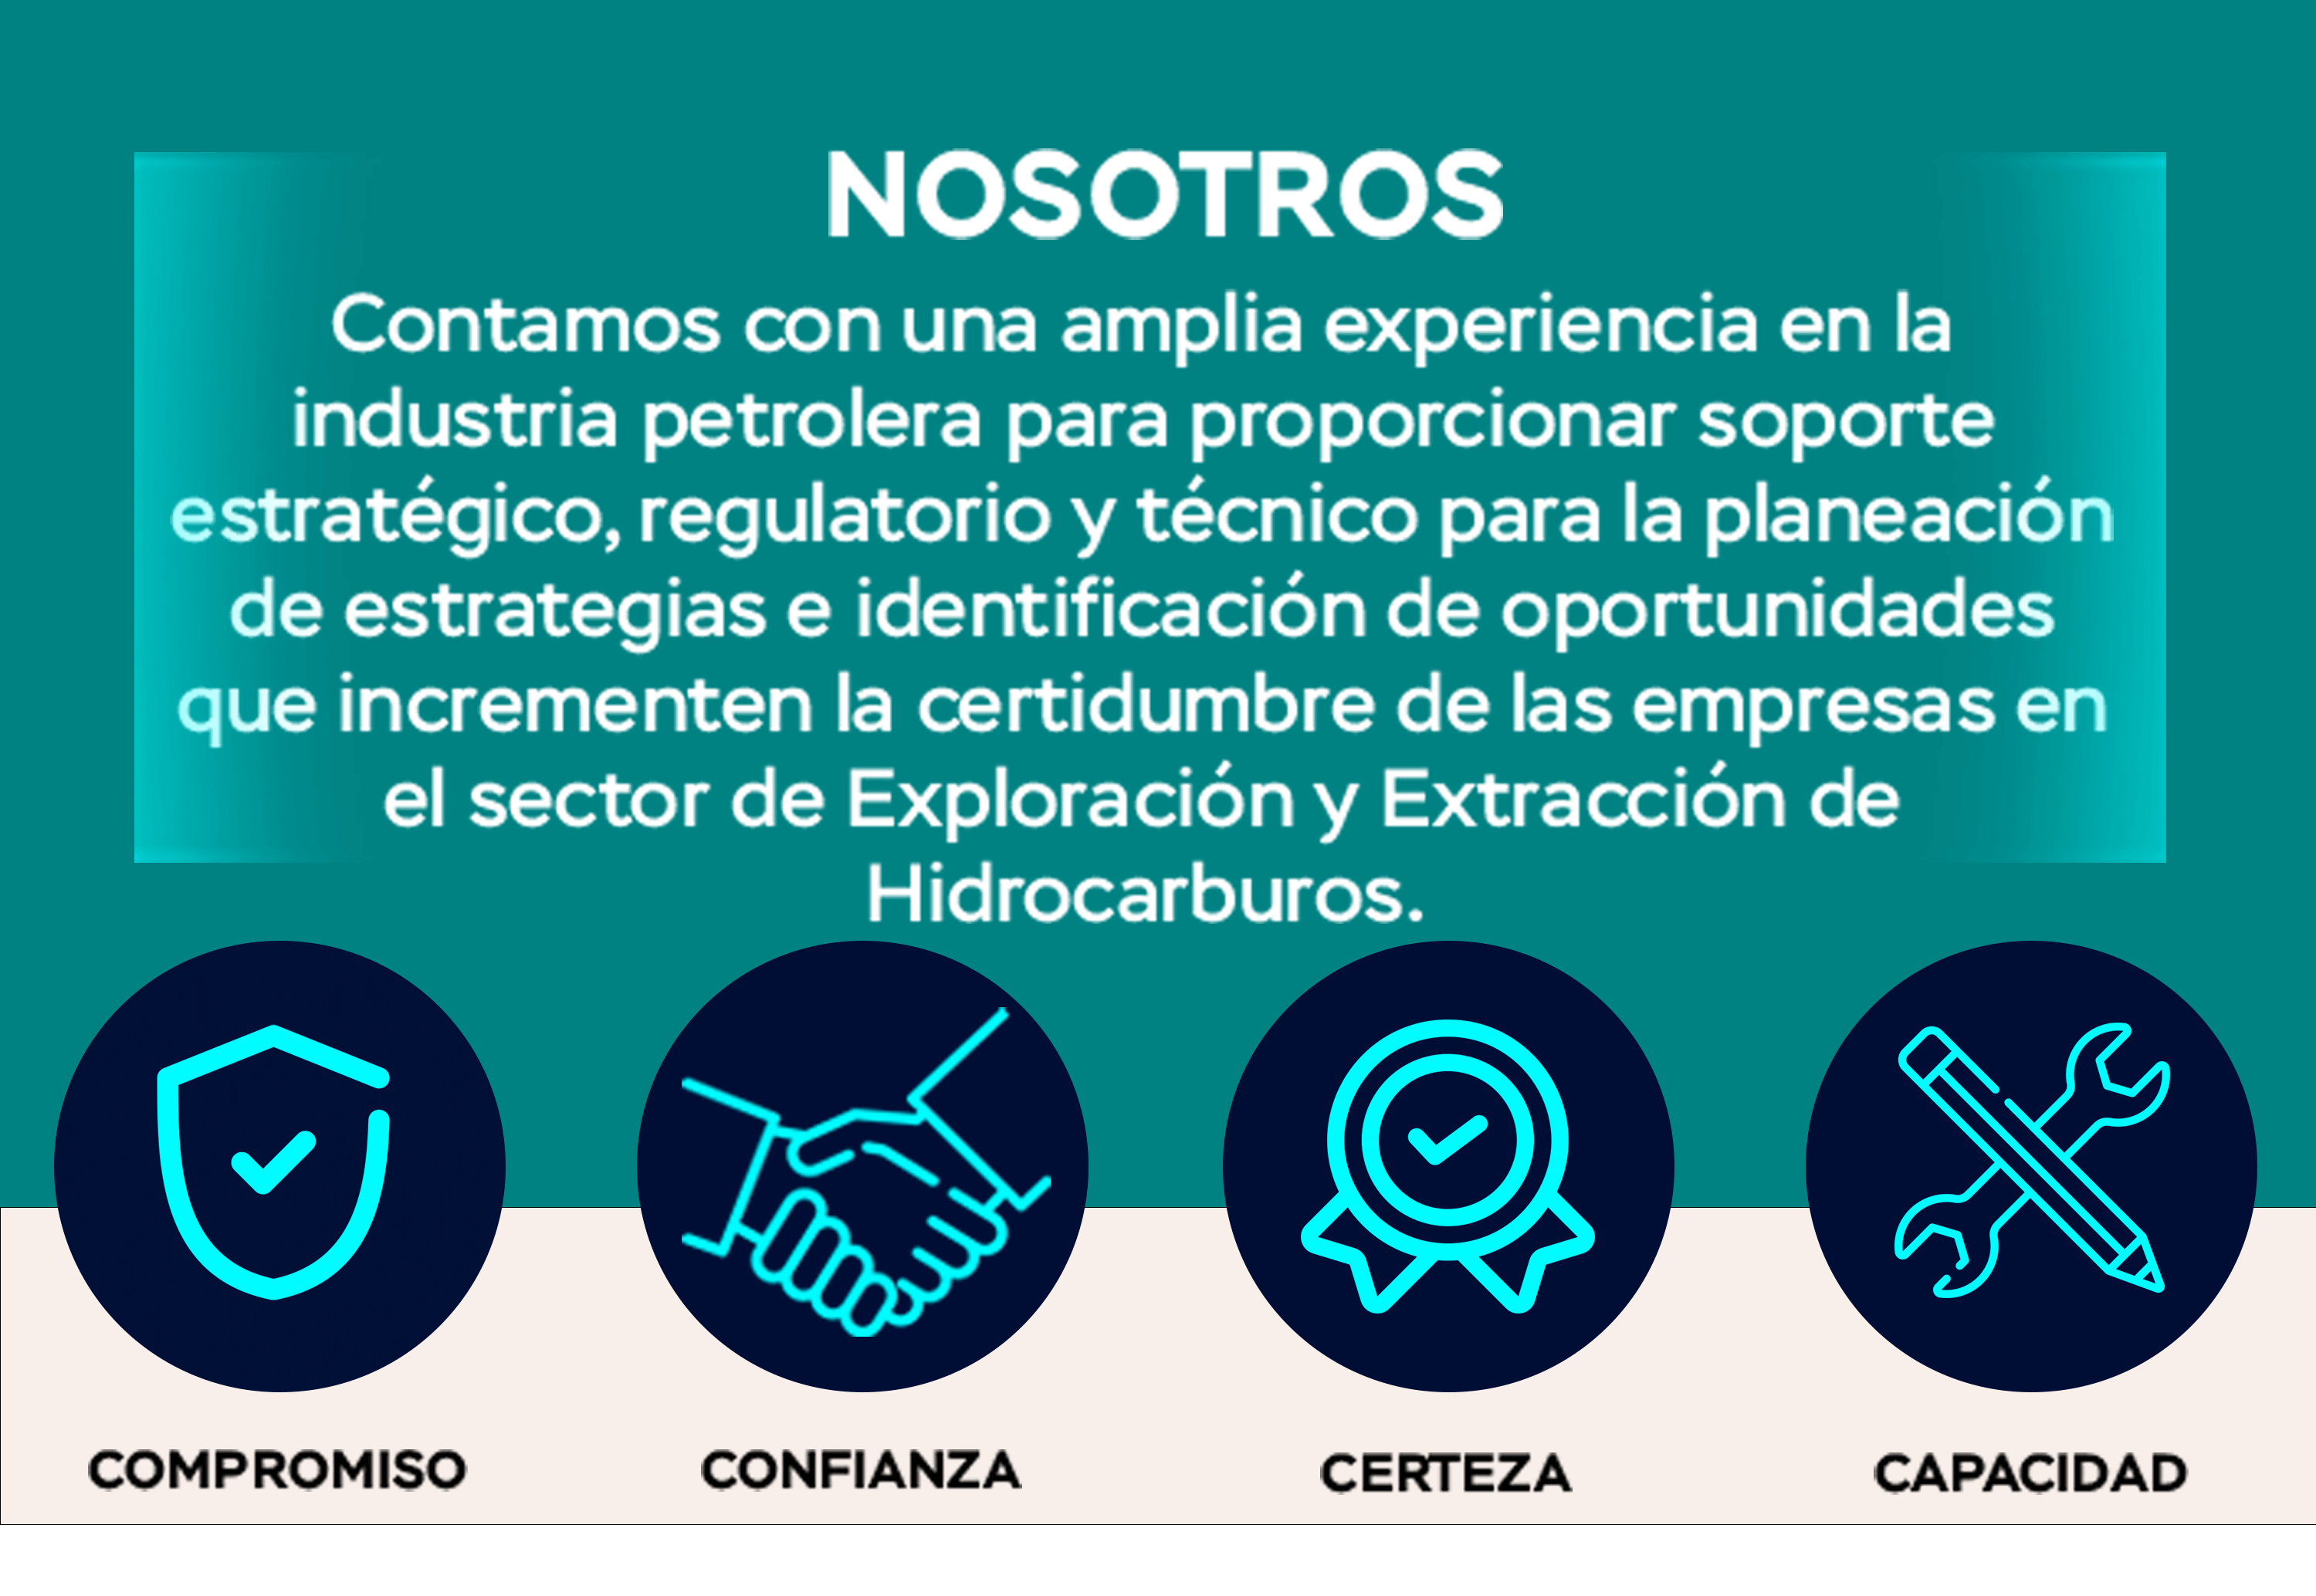 NOSOTROS
Contamos con una amplia experiencia en la
industria petrolera para proporcionar soporte
estratégico, regulatorio y técnico para la planeación
de estrategias e identificación de oportunidades
que incrementen la certidumbre de las empresas en
el sector de Exploración y Extracción de
Hidrocarburos.
COMPROMISO
CONFIANZA
CERTEZA
CAPACIDAD